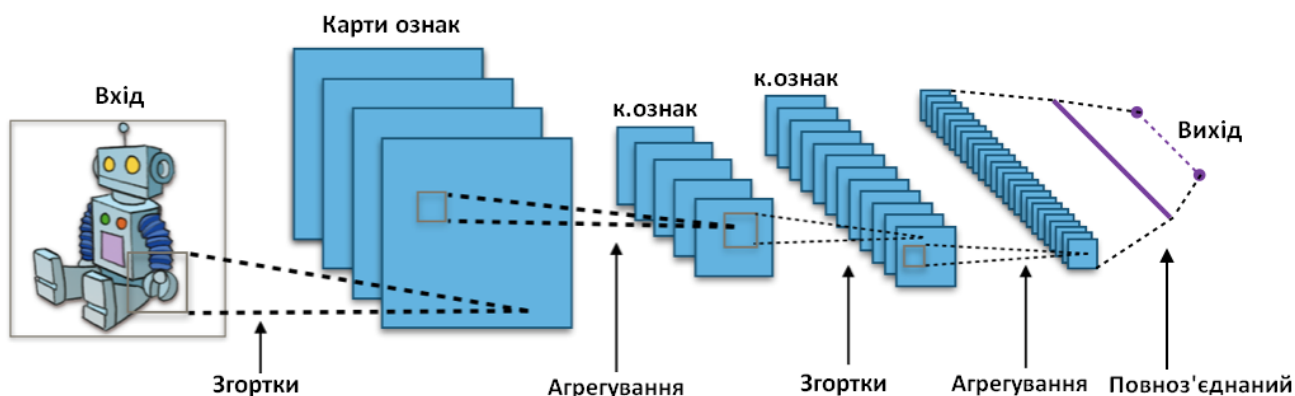 Карти ознак
Вхід
к.ознак
к.ознак
Вихід
Згортки
Агрегування
Згортки
Агрегування
Повноз'єднаний